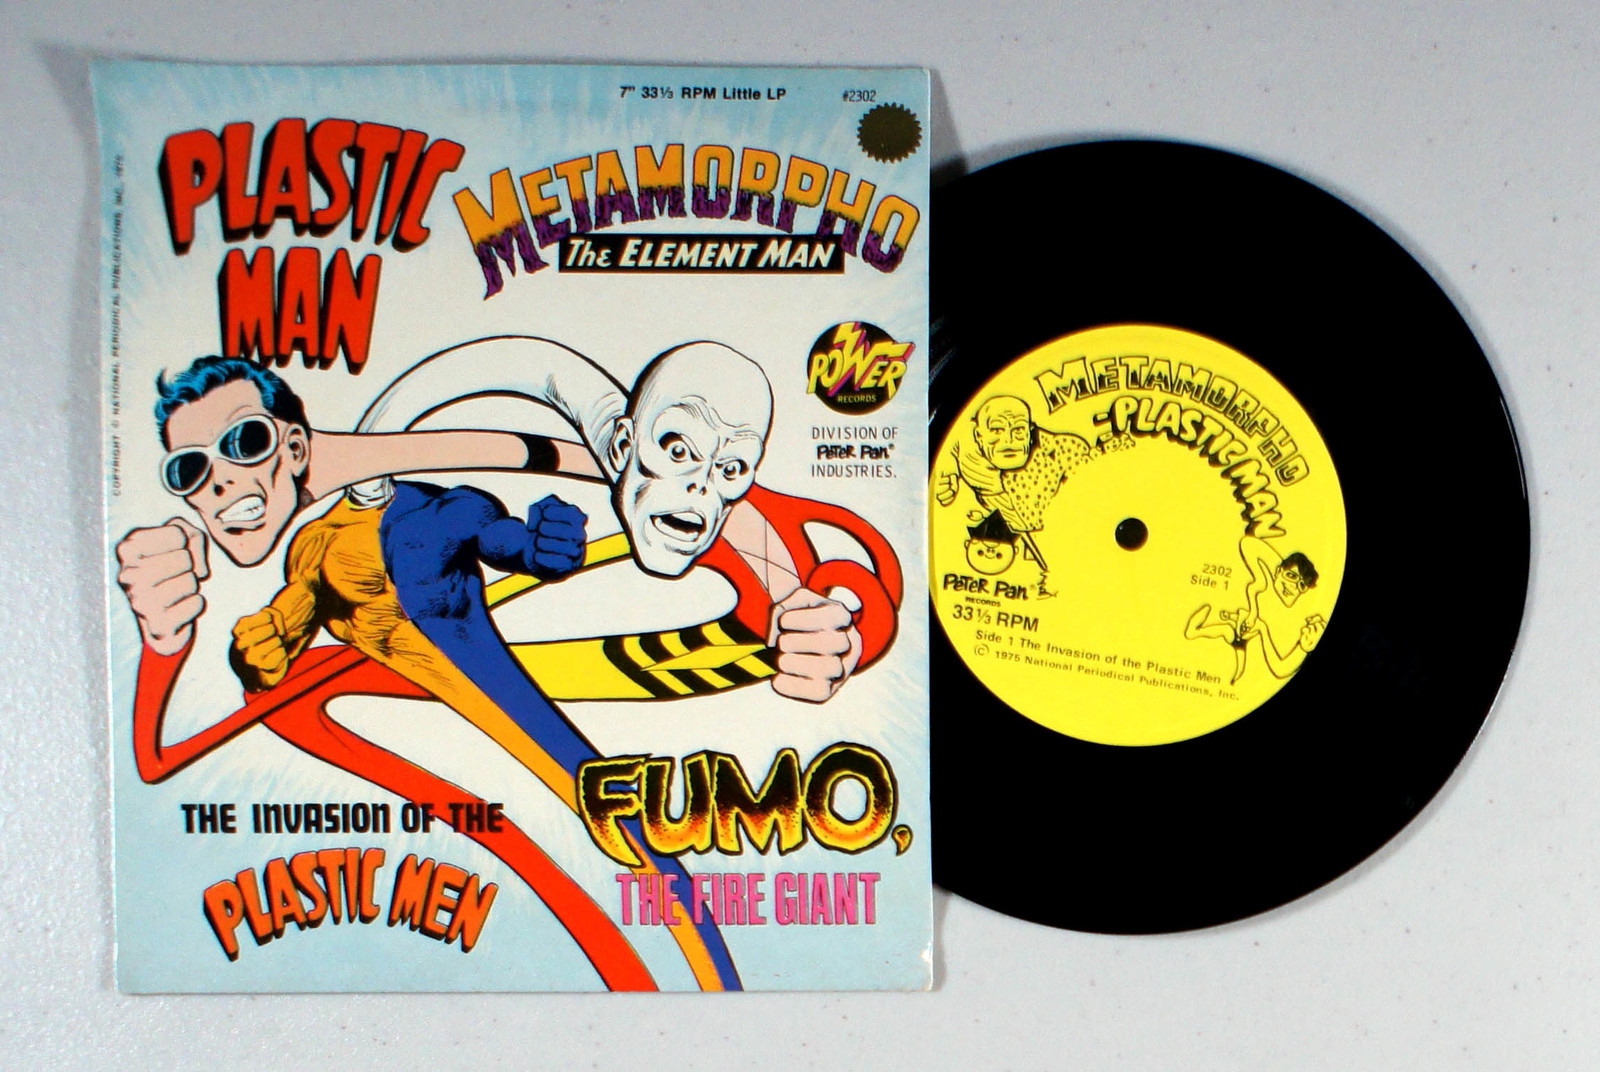 7" 33⅓ RPM Little LP
#2302
PLASTIC
MAN
METAMORPHO
The ELEMENT MAN
POWER
RECORDS
DIVISION OF
Peter Pan®
INDUSTRIES.
COPYRIGHT © NATIONAL PERIODICAL PUBLICATIONS, INC. 1975
THE INVASION OF THE
PLASTIC MEN
FUMO,
THE FIRE GIANT
METAMORPHO
-PLASTIC MAN
2302
Side 1
Peter Pan®
RECORDS
33⅓ RPM
Side 1 The Invasion of the Plastic Men
© 1975 National Periodical Publications, Inc.